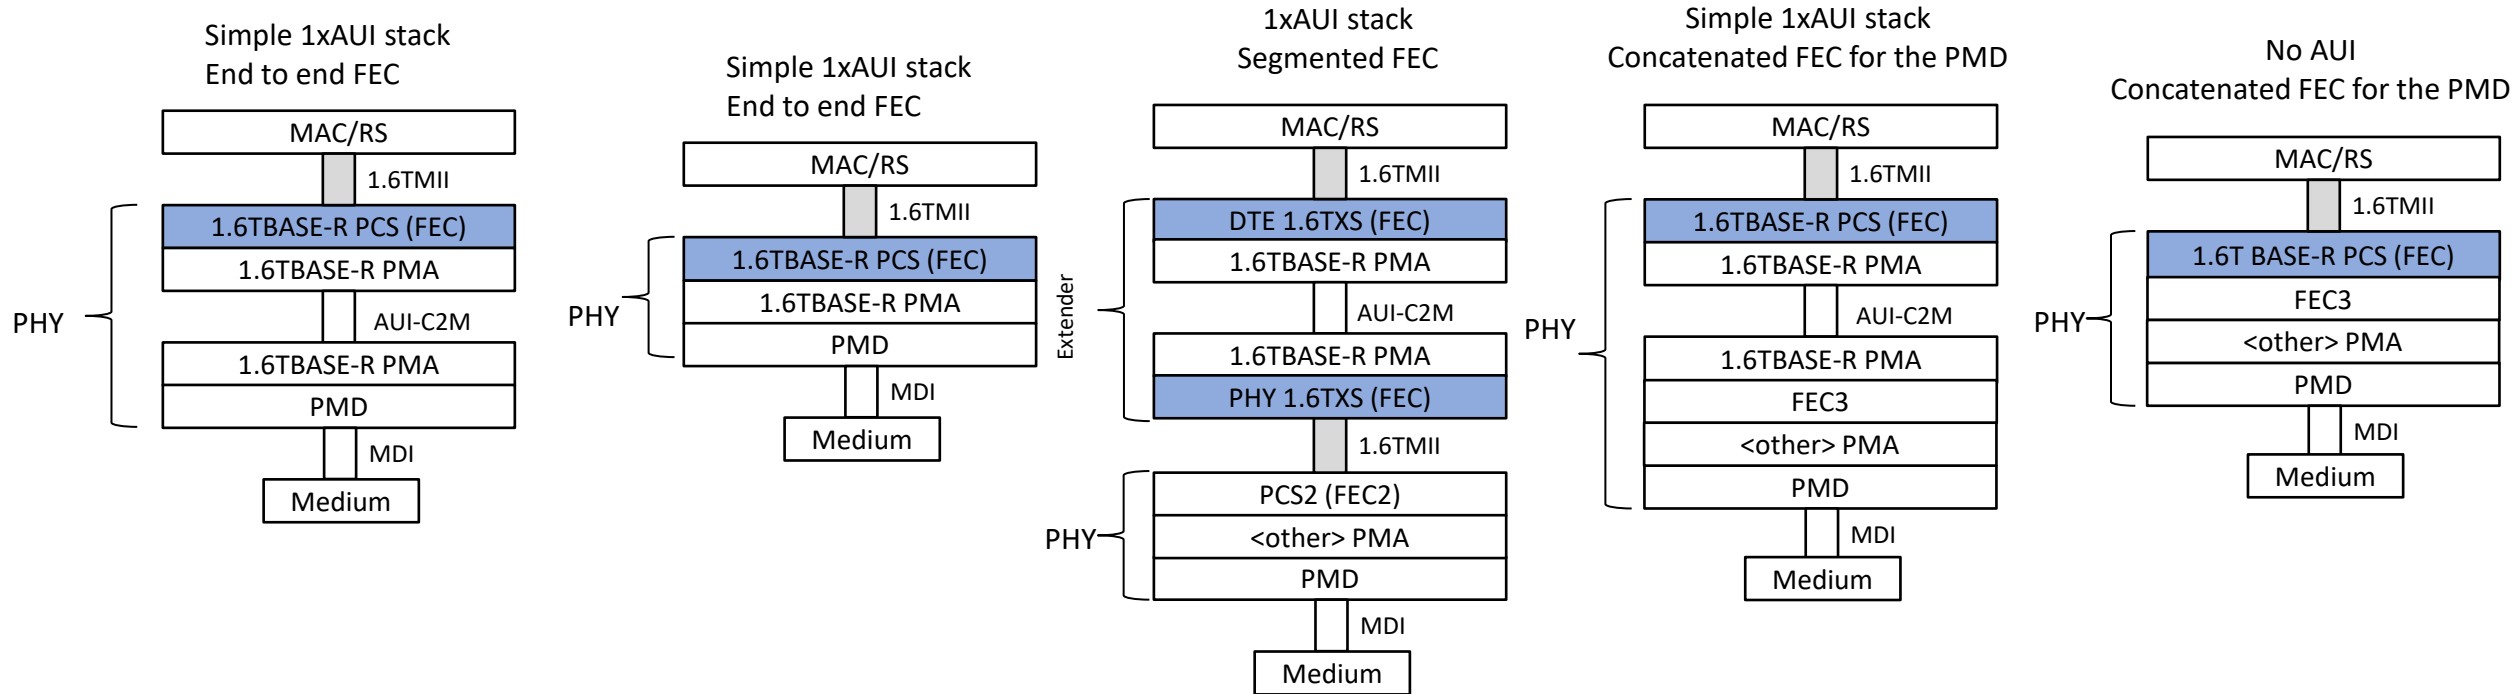 Simple 1xAUI stack
End to end FEC
MAC/RS
1.6TMII
1.6TBASE-R PCS (FEC)
1.6TBASE-R PMA
PHY
AUI-C2M
1.6TBASE-R PMA
PMD
MDI
Medium
Simple 1xAUI stack
End to end FEC
MAC/RS
1.6TMII
1.6TBASE-R PCS (FEC)
1.6TBASE-R PMA
PHY
PMD
MDI
Medium
1xAUI stack
Segmented FEC
MAC/RS
1.6TMII
DTE 1.6TXS (FEC)
1.6TBASE-R PMA
Extender
AUI-C2M
1.6TBASE-R PMA
PHY 1.6TXS (FEC)
1.6TMII
PCS2 (FEC2)
PHY
<other> PMA
PMD
MDI
Medium
Simple 1xAUI stack
Concatenated FEC for the PMD
MAC/RS
1.6TMII
1.6TBASE-R PCS (FEC)
1.6TBASE-R PMA
PHY
AUI-C2M
1.6TBASE-R PMA
FEC3
<other> PMA
PMD
MDI
Medium
No AUI
Concatenated FEC for the PMD
MAC/RS
1.6TMII
1.6T BASE-R PCS (FEC)
FEC3
PHY
<other> PMA
PMD
MDI
Medium